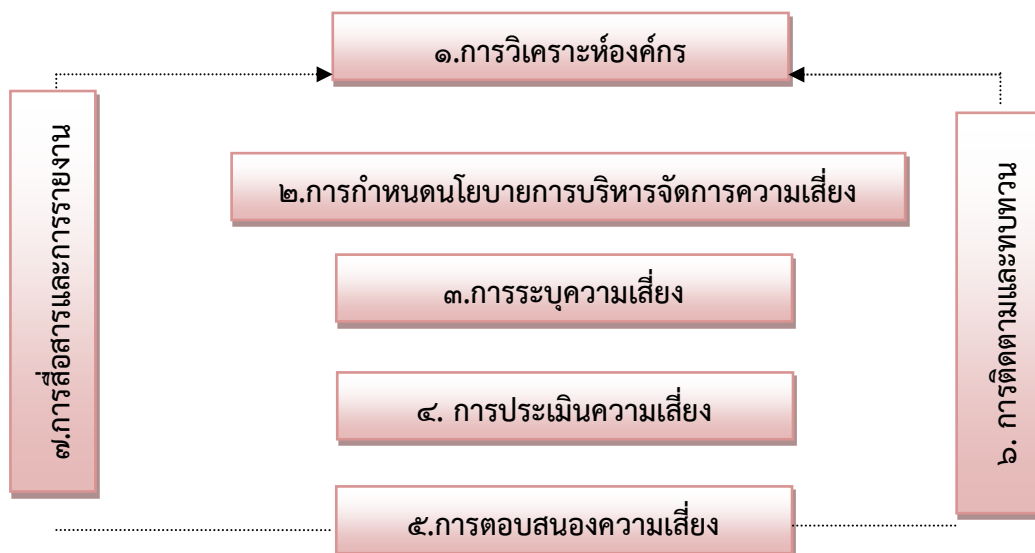 ๑.การวิเคราะห์องค์กร
๒.การกำหนดนโยบายการบริหารจัดการความเสี่ยง
๓.การระบุความเสี่ยง
๔. การประเมินความเสี่ยง
๕.การตอบสนองความเสี่ยง
๖. การติดตามและทบทวน
๗.การสื่อสารและการรายงาน